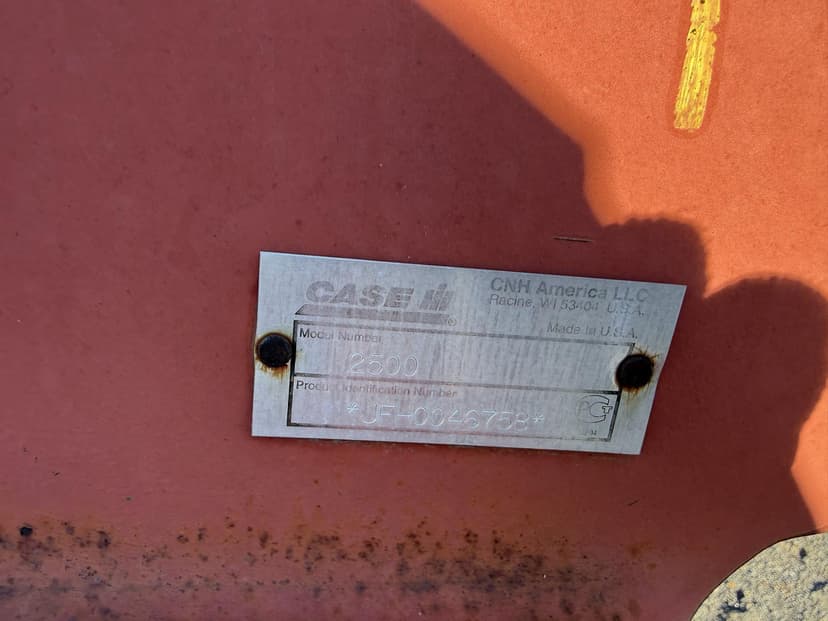 CASE IH
CNH America LLC
Racine, WI 53404 U.S.A.
Made in U.S.A.
Model Number
2500
Product Identification Number
*JFH0046758*